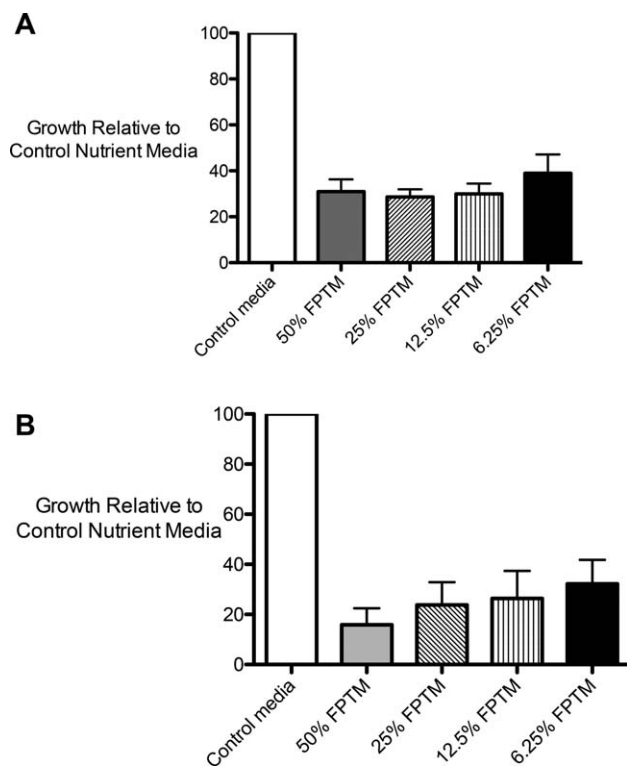 A
100
80
60
40
20
0
Growth Relative to
Control Nutrient Media
Control media
50% FPTM
25% FPTM
12.5% FPTM
6.25% FPTM
B
100
80
60
40
20
0
Growth Relative to
Control Nutrient Media
Control media
50% FPTM
25% FPTM
12.5% FPTM
6.25% FPTM